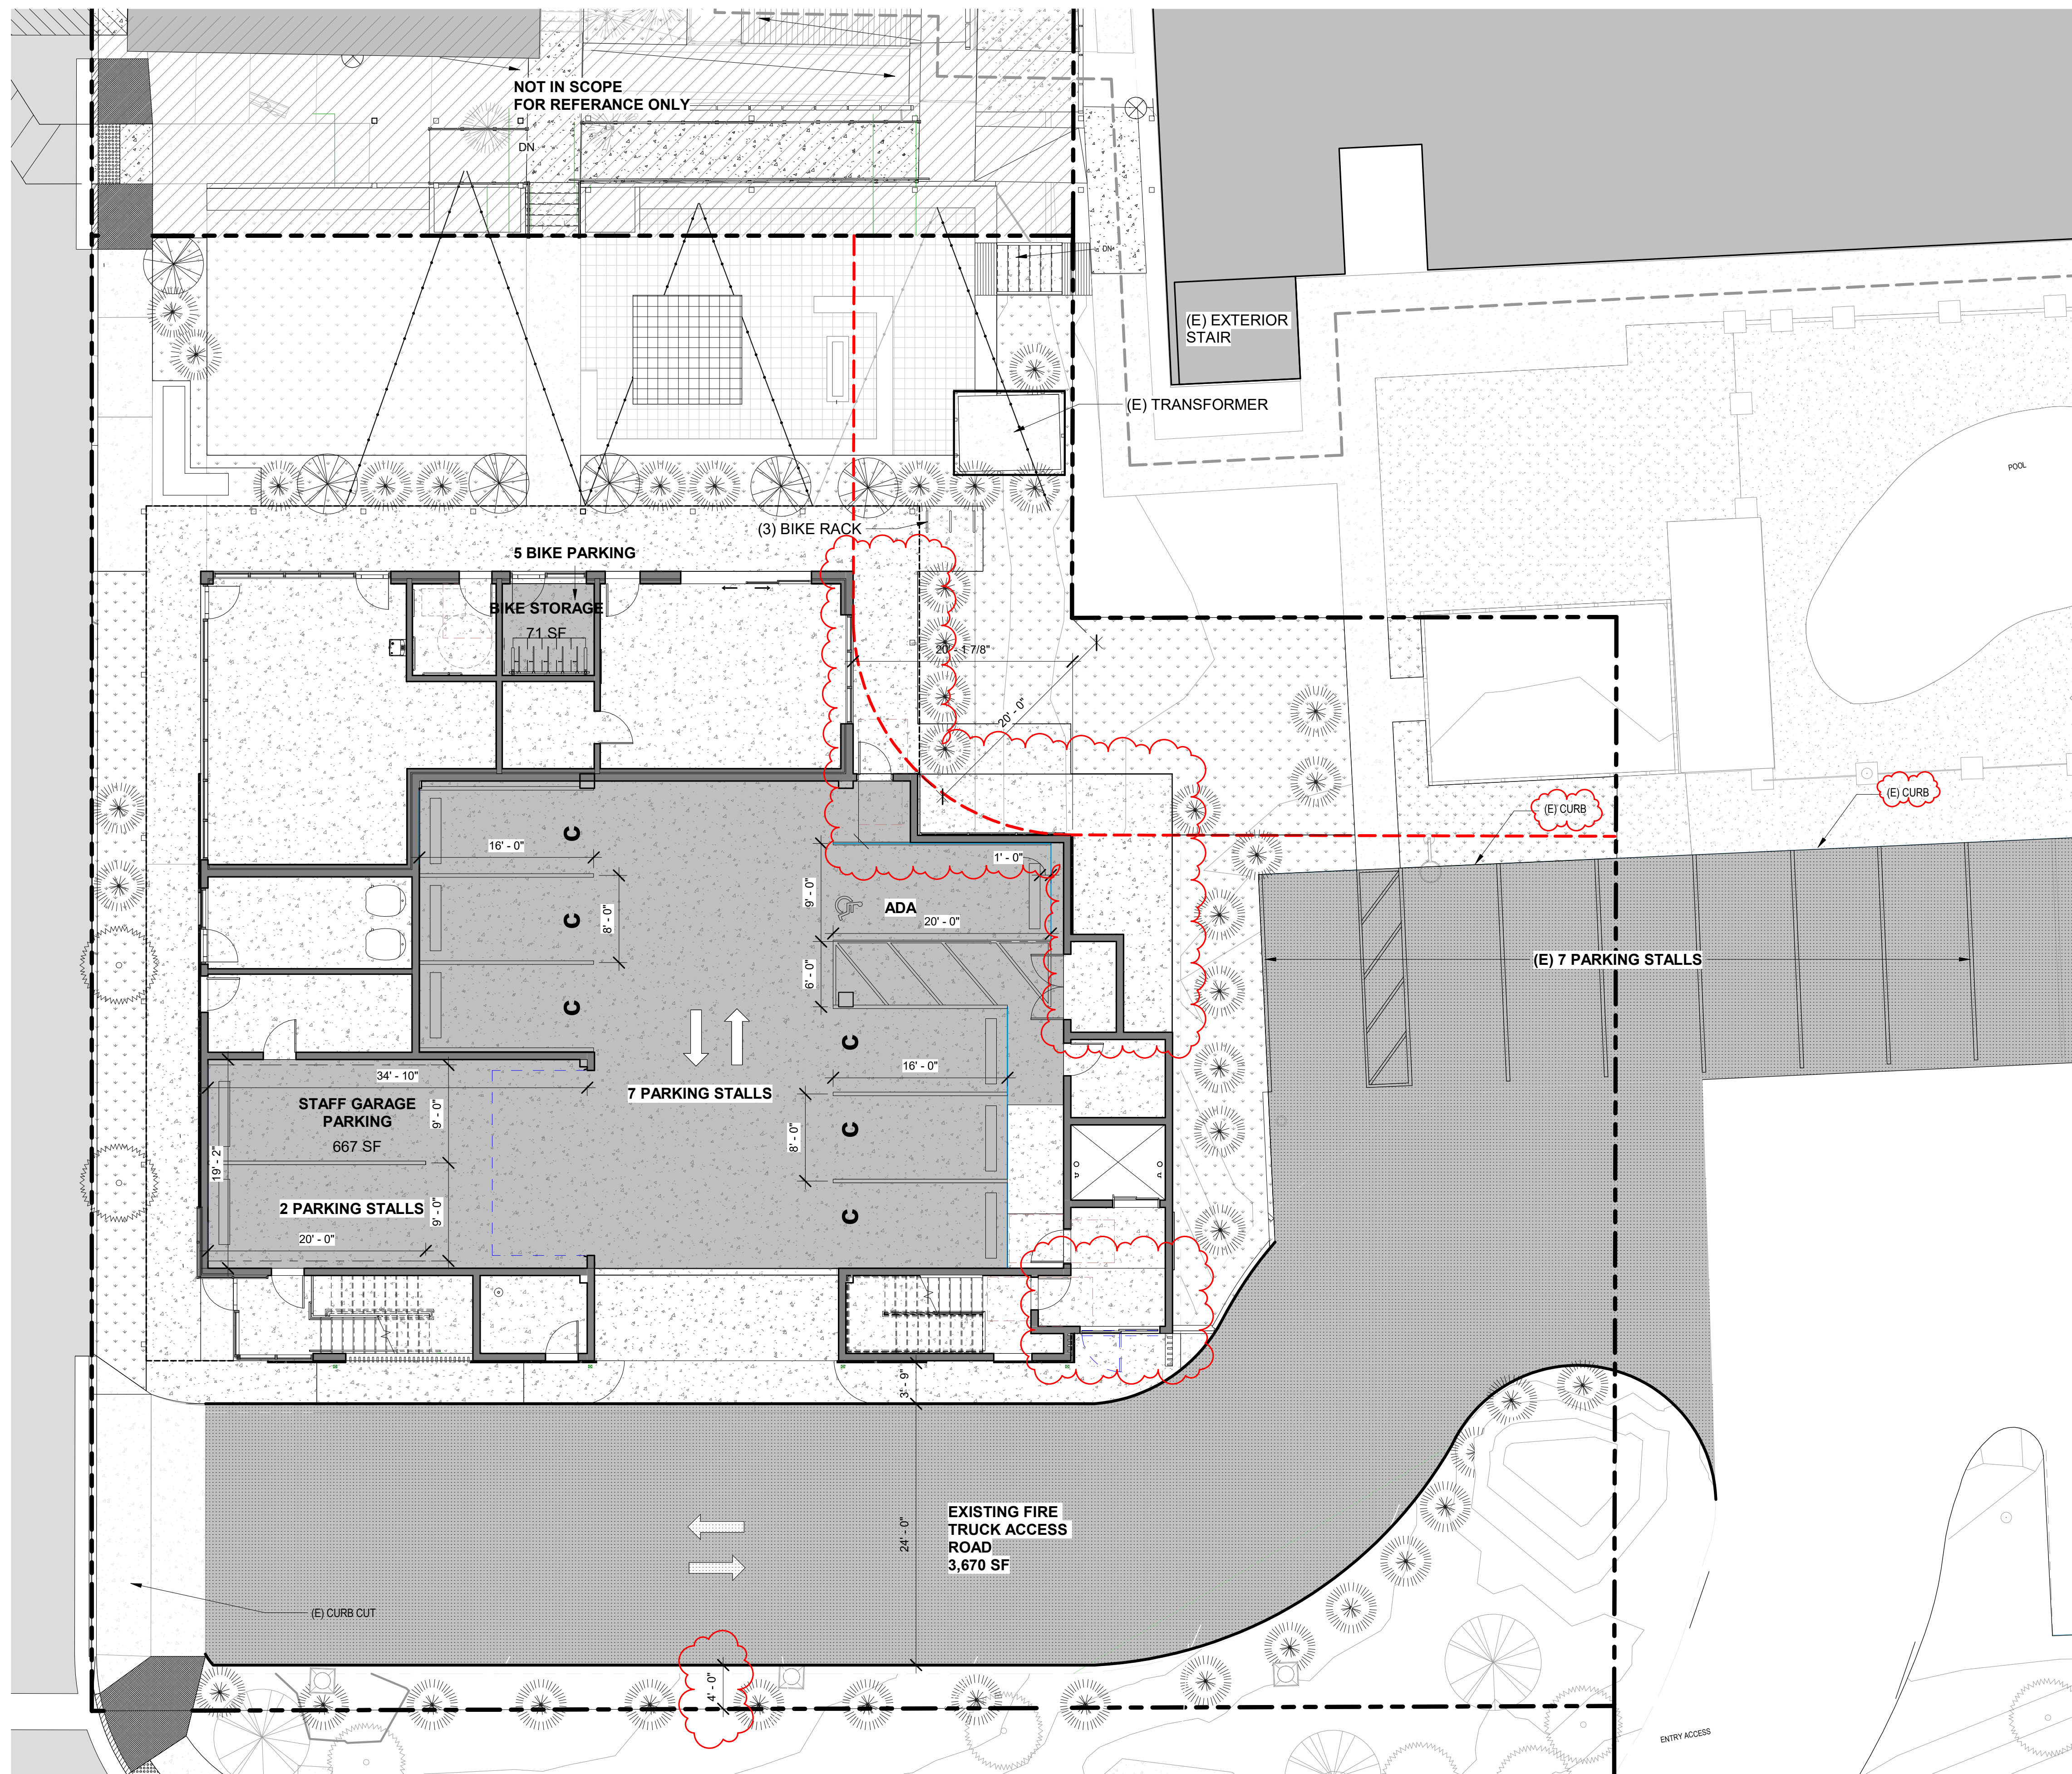 NOT IN SCOPE
FOR REFERANCE ONLY
DN
DN
(E) EXTERIOR
STAIR
(E) TRANSFORMER
POOL
(3) BIKE RACK
5 BIKE PARKING
BIKE STORAGE
71 SF
20' - 1 7/8"
20' - 0"
(E) CURB
(E) CURB
16' - 0"
C
1' - 0"
9' - 0"
ADA
20' - 0"
8' - 0"
C
(E) 7 PARKING STALLS
6' - 0"
C
C
16' - 0"
34' - 10"
7 PARKING STALLS
STAFF GARAGE
PARKING
667 SF
9' - 0"
8' - 0"
C
19' - 2"
2 PARKING STALLS
9' - 0"
C
20' - 0"
3' - 9"
EXISTING FIRE
TRUCK ACCESS
ROAD
3,670 SF
24' - 0"
(E) CURB CUT
4' - 0"
ENTRY ACCESS